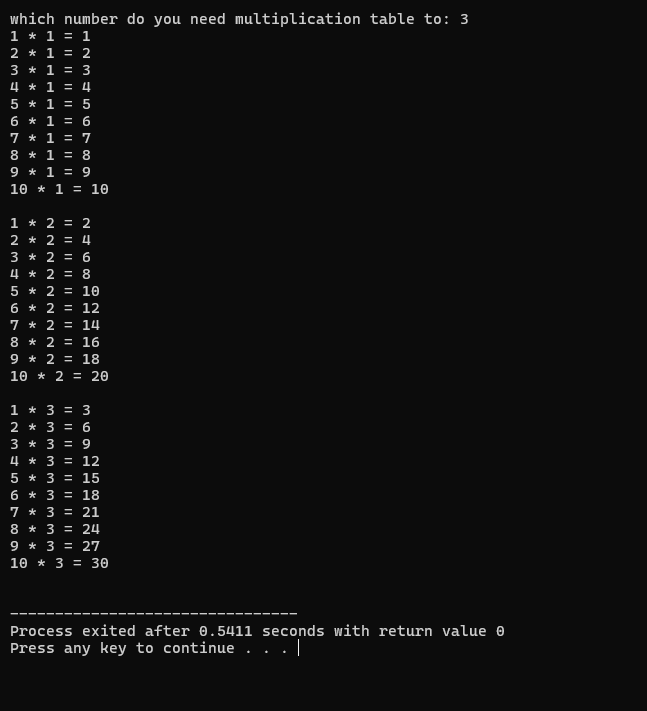 which number do you need multiplication table to: 3
1 * 1 = 1
2 * 1 = 2
3 * 1 = 3
4 * 1 = 4
5 * 1 = 5
6 * 1 = 6
7 * 1 = 7
8 * 1 = 8
9 * 1 = 9
10 * 1 = 10

1 * 2 = 2
2 * 2 = 4
3 * 2 = 6
4 * 2 = 8
5 * 2 = 10
6 * 2 = 12
7 * 2 = 14
8 * 2 = 16
9 * 2 = 18
10 * 2 = 20

1 * 3 = 3
2 * 3 = 6
3 * 3 = 9
4 * 3 = 12
5 * 3 = 15
6 * 3 = 18
7 * 3 = 21
8 * 3 = 24
9 * 3 = 27
10 * 3 = 30

--------------------------------
Process exited after 0.5411 seconds with return value 0
Press any key to continue . . .